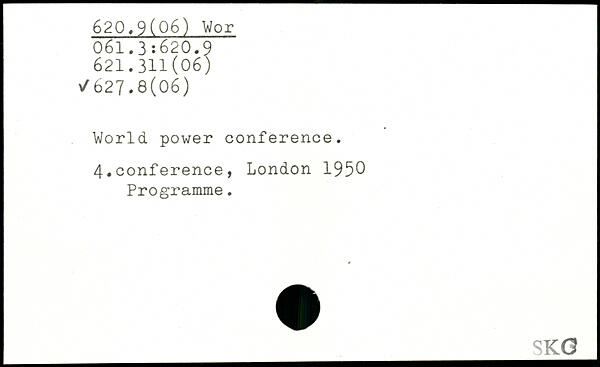 620.9(06) Wor
061.3:620.9
621.311(06)
✓627.8(06)
World power conference.
4.conference, London 1950
Programme.
SKC